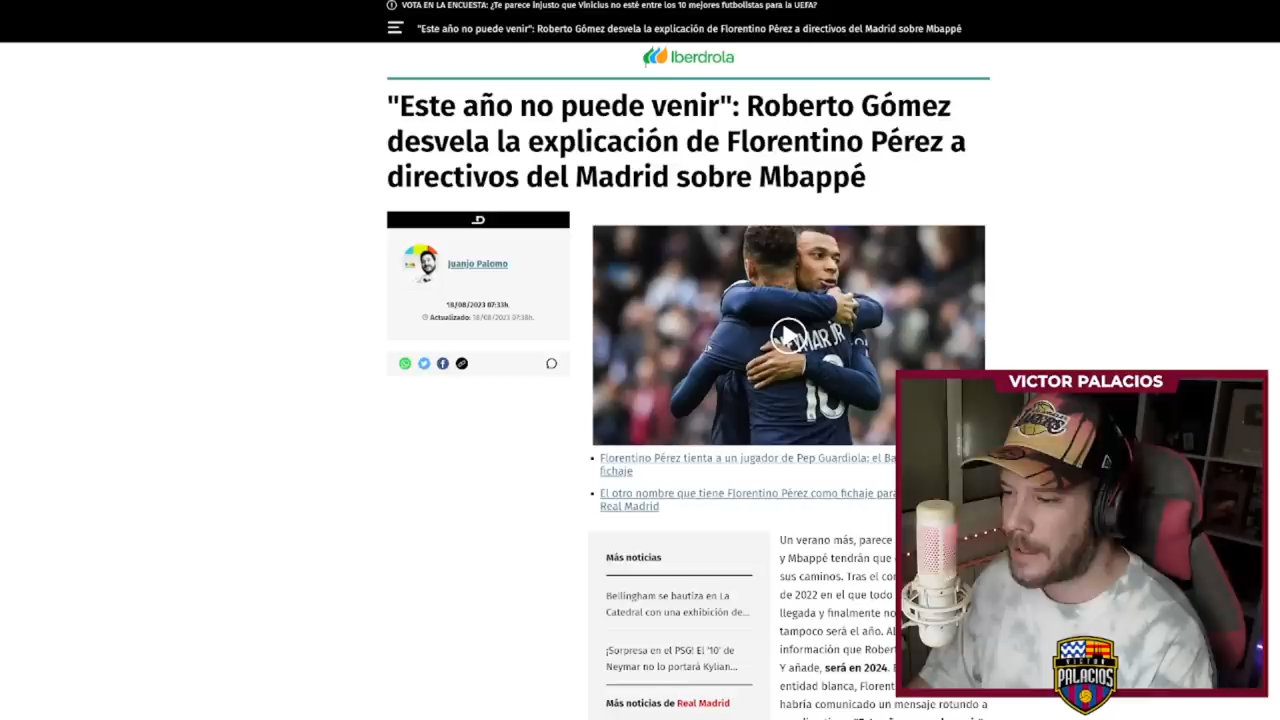 VOTA EN LA ENCUESTA: ¿Te parece injusto que Vinicius no esté entre los 10 mejores futbolistas para la UEFA?
"Este año no puede venir": Roberto Gómez desvela la explicación de Florentino Pérez a directivos del Madrid sobre Mbappé
Iberdrola
"Este año no puede venir": Roberto Gómez
desvela la explicación de Florentino Pérez a
directivos del Madrid sobre Mbappé
Juanjo Palomo
18/08/2023 07:33h.
Actualizado: 18/08/2023 07:38h.
NEYMAR JR
10
Florentino Pérez tienta a un jugador de Pep Guardiola: el Ba
fichaje
El otro nombre que tiene Florentino Pérez como fichaje para
Real Madrid
Más noticias
Bellingham se bautiza en La
Catedral con una exhibición de...
¡Sorpresa en el PSG! El '10' de
Neymar no lo portará Kylian...
Más noticias de Real Madrid
Un verano más, parece
y Mbappé tendrán que
sus caminos. Tras el co
de 2022 en el que todo
llegada y finalmente no
tampoco será el año. Al
información que Rober
Y añade, será en 2024.
entidad blanca, Florent
habría comunicado un mensaje rotundo a
VICTOR PALACIOS
LAKERS
VICTOR
PALACIOS